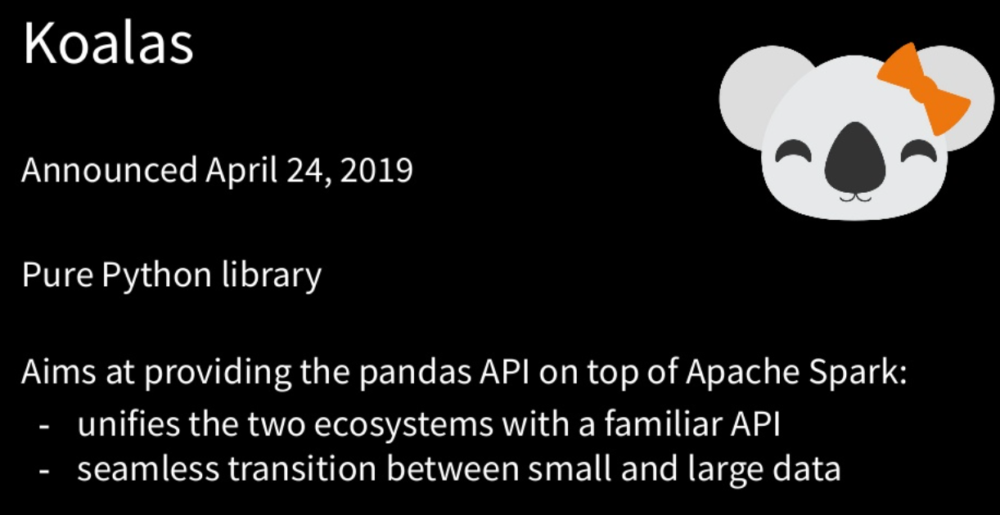 Koalas
Announced April 24, 2019
Pure Python library
Aims at providing the pandas API on top of Apache Spark:
- unifies the two ecosystems with a familiar API
- seamless transition between small and large data